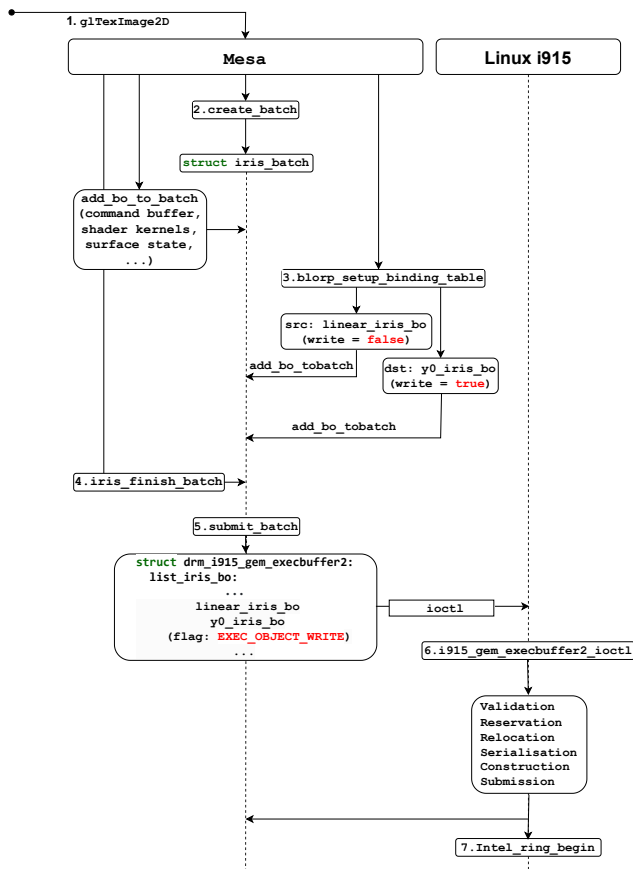 1. glTexImage2D
Mesa
Linux i915
2.create_batch
struct iris_batch
add_bo_to_batch
(command buffer,
shader kernels,
surface state,
...)
3.blorp_setup_binding_table
src: linear_iris_bo
(write = false)
add_bo_tobatch
dst: y0_iris_bo
(write = true)
add_bo_tobatch
4.iris_finish_batch
5.submit_batch
struct drm_i915_gem_execbuffer2:
list_iris_bo:
...
linear_iris_bo
y0_iris_bo
(flag: EXEC_OBJECT_WRITE)
...
ioctl
6.i915_gem_execbuffer2_ioctl
Validation
Reservation
Relocation
Serialisation
Construction
Submission
7.Intel_ring_begin